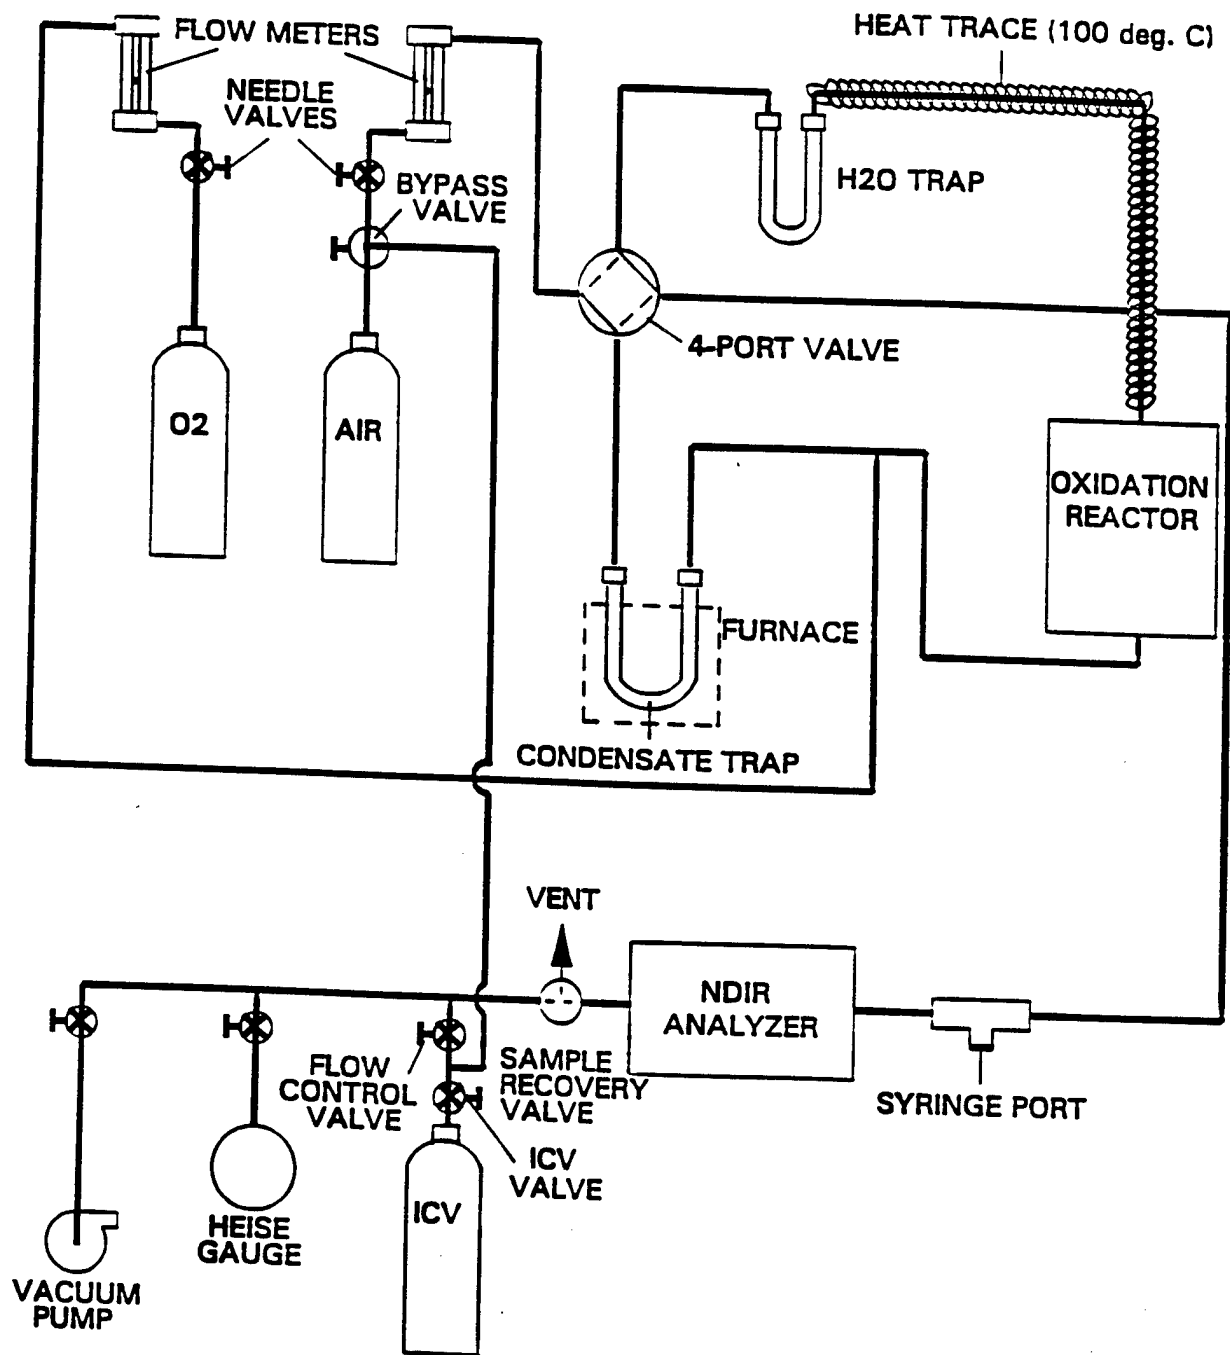 FLOW METERS
HEAT TRACE (100 deg. C)
NEEDLE
VALVES
BYPASS
VALVE
H2O TRAP
4-PORT VALVE
O2
AIR
OXIDATION
REACTOR
FURNACE
CONDENSATE TRAP
VENT
NDIR
ANALYZER
FLOW
CONTROL
VALVE
SAMPLE
RECOVERY
VALVE
SYRINGE PORT
ICV
VALVE
ICV
HEISE
GAUGE
VACUUM
PUMP